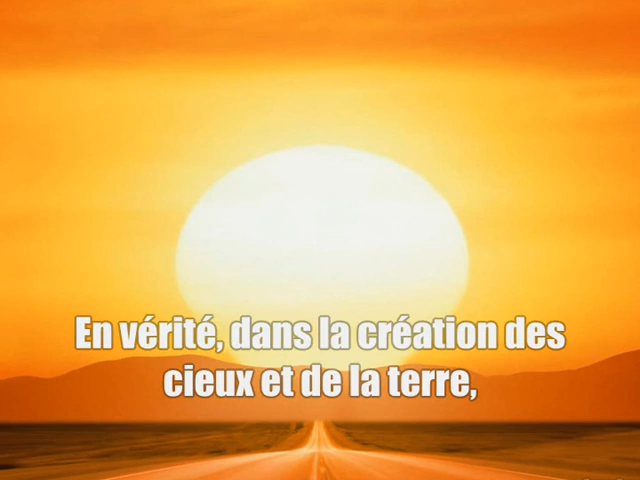 En vérité, dans la création des
cieux et de la terre,